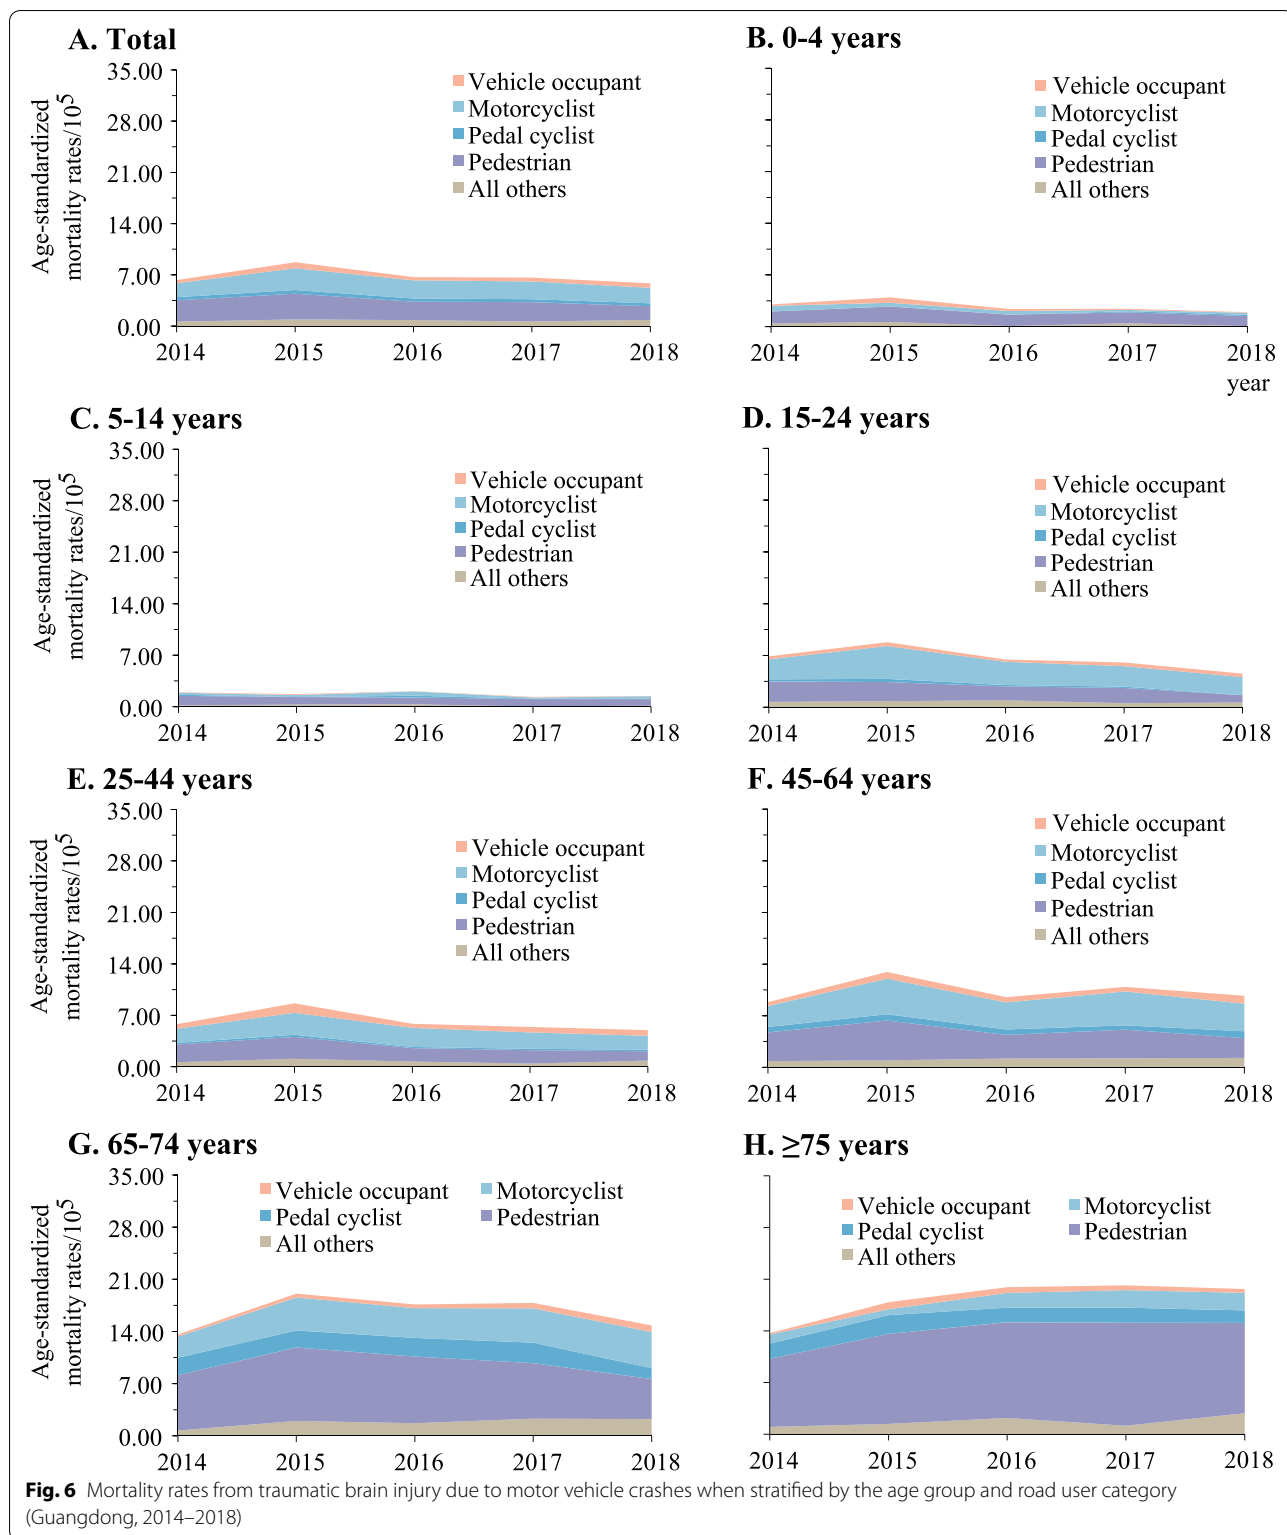 A. Total
Age-standardized
mortality rates/10⁵
35.00
28.00
21.00
14.00
7.00
0.00
Vehicle occupant
Motorcyclist
Pedal cyclist
Pedestrian
All others
2014 2015 2016 2017 2018
B. 0-4 years
Vehicle occupant
Motorcyclist
Pedal cyclist
Pedestrian
All others
2014 2015 2016 2017 2018
year
C. 5-14 years
Age-standardized
mortality rates/10⁵
35.00
28.00
21.00
14.00
7.00
0.00
Vehicle occupant
Motorcyclist
Pedal cyclist
Pedestrian
All others
2014 2015 2016 2017 2018
D. 15-24 years
Vehicle occupant
Motorcyclist
Pedal cyclist
Pedestrian
All others
2014 2015 2016 2017 2018
E. 25-44 years
Age-standardized
mortality rates/10⁵
35.00
28.00
21.00
14.00
7.00
0.00
Vehicle occupant
Motorcyclist
Pedal cyclist
Pedestrian
All others
2014 2015 2016 2017 2018
F. 45-64 years
Vehicle occupant
Motorcyclist
Pedal cyclist
Pedestrian
All others
2014 2015 2016 2017 2018
G. 65-74 years
Age-standardized
mortality rates/10⁵
35.00
28.00
21.00
14.00
7.00
0.00
Vehicle occupant Motorcyclist
Pedal cyclist Pedestrian
All others
2014 2015 2016 2017 2018
H. ≥75 years
Vehicle occupant Motorcyclist
Pedal cyclist Pedestrian
All others
2014 2015 2016 2017 2018
Fig. 6 Mortality rates from traumatic brain injury due to motor vehicle crashes when stratified by the age group and road user category
(Guangdong, 2014–2018)